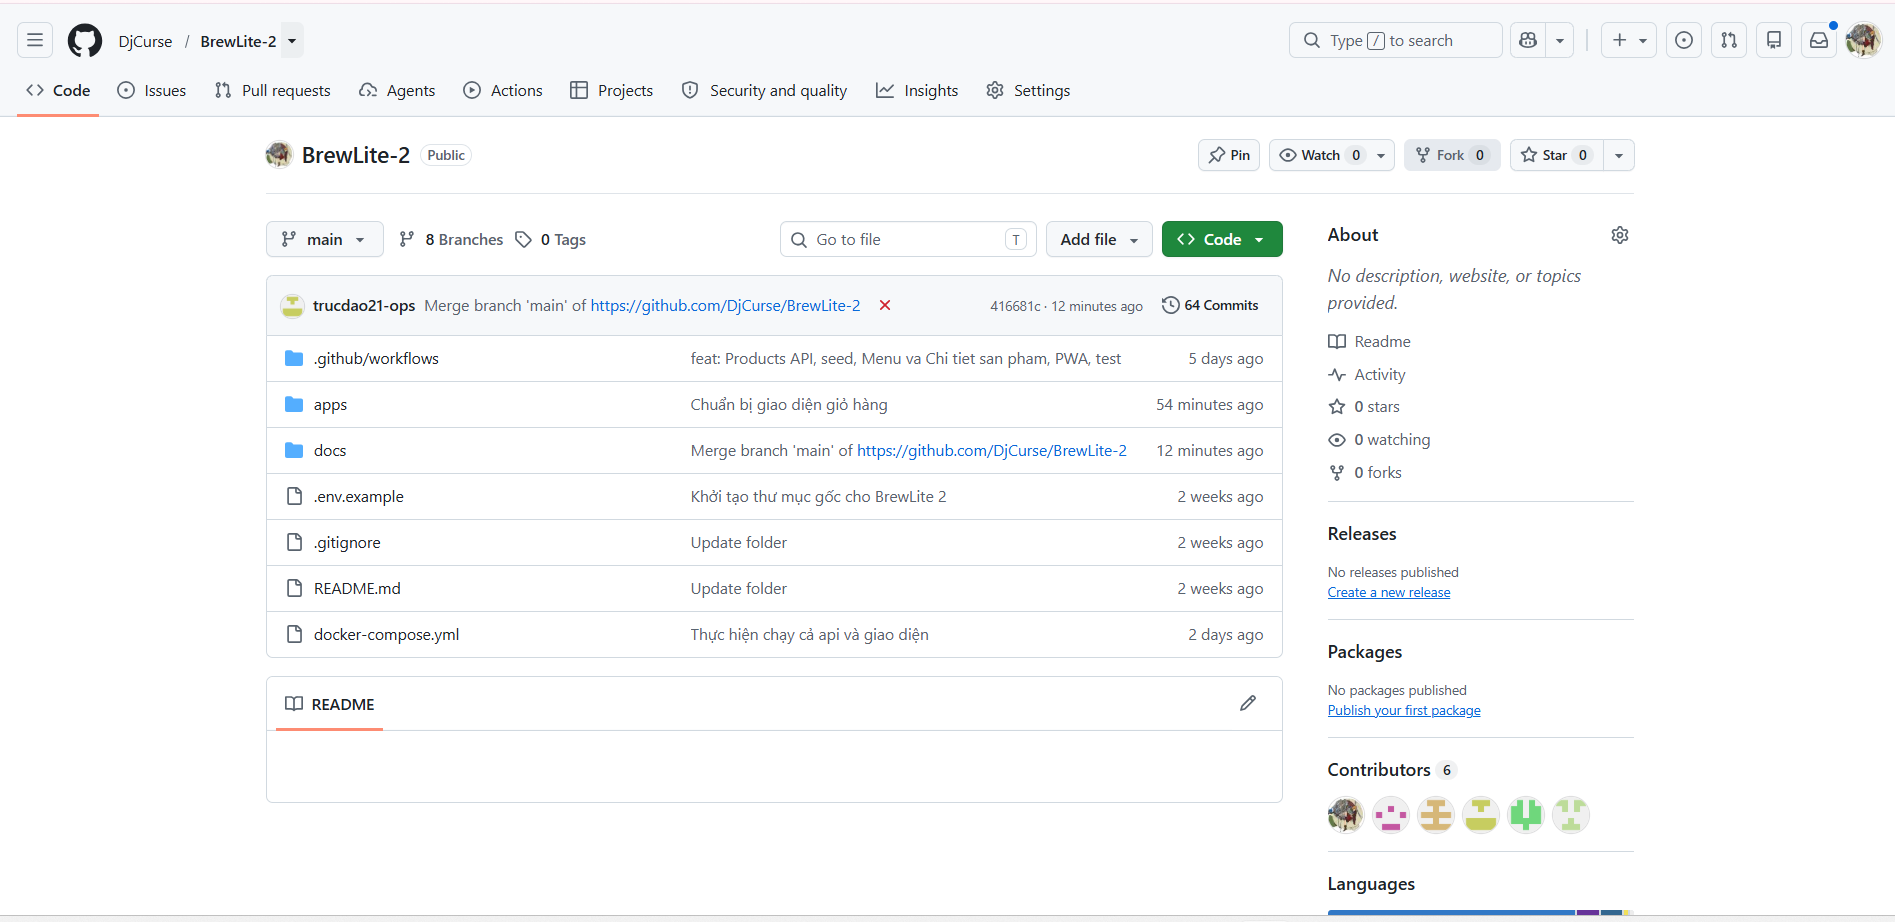 DjCurse / BrewLite-2
Type / to search
Code Issues Pull requests Agents Actions Projects Security and quality Insights Settings
BrewLite-2 Public
Pin Watch 0 Fork 0 Star 0
main 8 Branches 0 Tags Go to file T Add file Code
trucdao21-ops Merge branch 'main' of https://github.com/DjCurse/BrewLite-2 416681c · 12 minutes ago 64 Commits
.github/workflows feat: Products API, seed, Menu va Chi tiet san pham, PWA, test 5 days ago
apps Chuẩn bị giao diện giỏ hàng 54 minutes ago
docs Merge branch 'main' of https://github.com/DjCurse/BrewLite-2 12 minutes ago
.env.example Khởi tạo thư mục gốc cho BrewLite 2 2 weeks ago
.gitignore Update folder 2 weeks ago
README.md Update folder 2 weeks ago
docker-compose.yml Thực hiện chạy cả api và giao diện 2 days ago
README
About
No description, website, or topics
provided.
Readme
Activity
0 stars
0 watching
0 forks
Releases
No releases published
Create a new release
Packages
No packages published
Publish your first package
Contributors 6
Languages